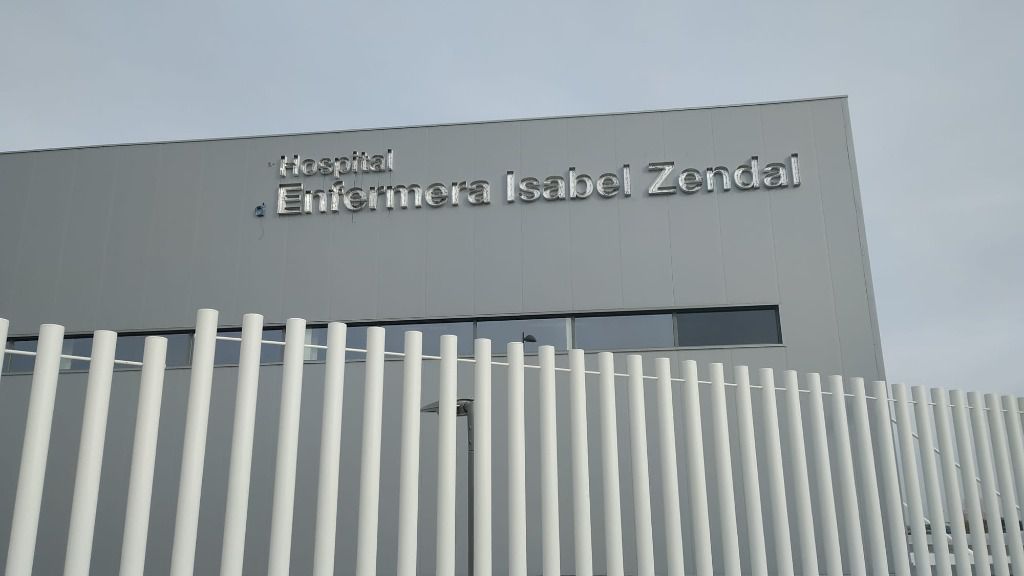 Hospital
Enfermera Isabel Zendal